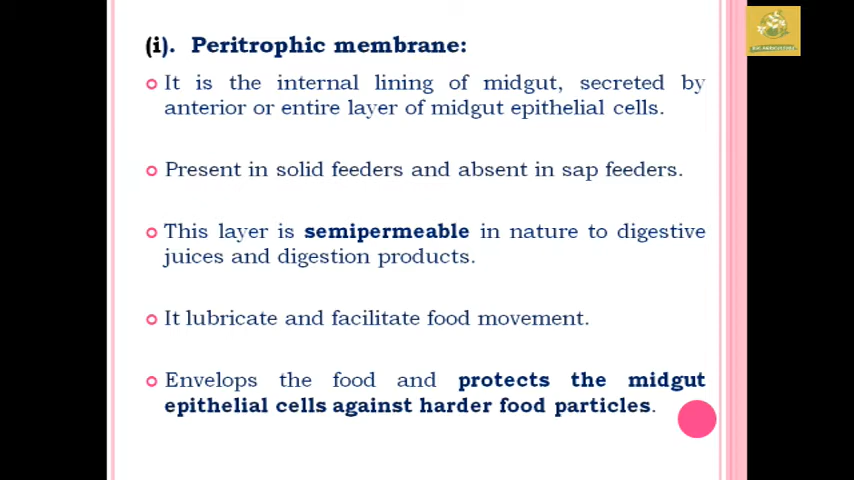 (i). Peritrophic membrane:
It is the internal lining of midgut, secreted by
anterior or entire layer of midgut epithelial cells.
Present in solid feeders and absent in sap feeders.
This layer is semipermeable in nature to digestive
juices and digestion products.
It lubricate and facilitate food movement.
Envelops the food and protects the midgut
epithelial cells against harder food particles.